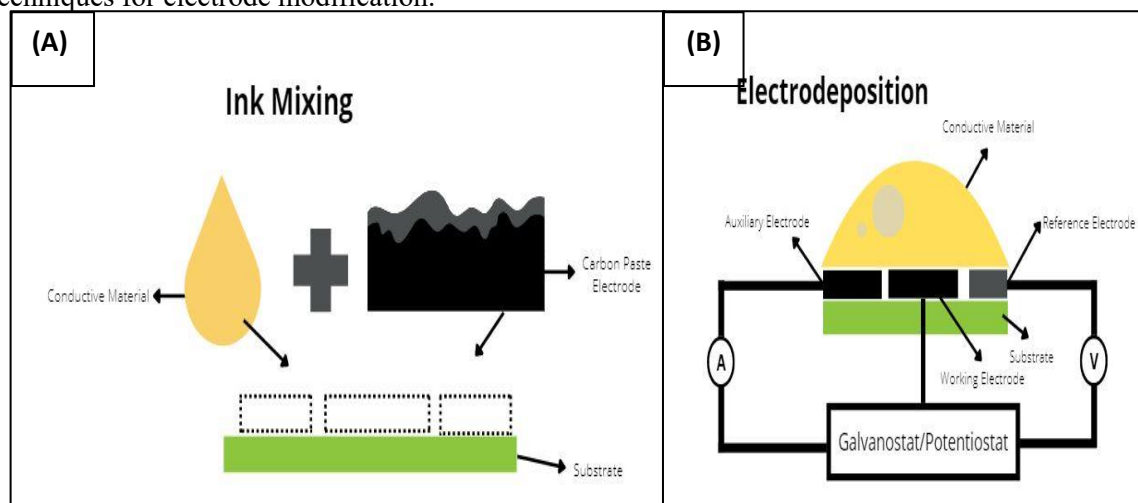 echniques for electrode modification.
(A)
Ink Mixing
Conductive Material
Carbon Paste
Electrode
Substrate
(B)
Electrodeposition
Conductive Material
Auxiliary Electrode
Reference Electrode
A
V
Substrate
Working Electrode
Galvanostat/Potentiostat